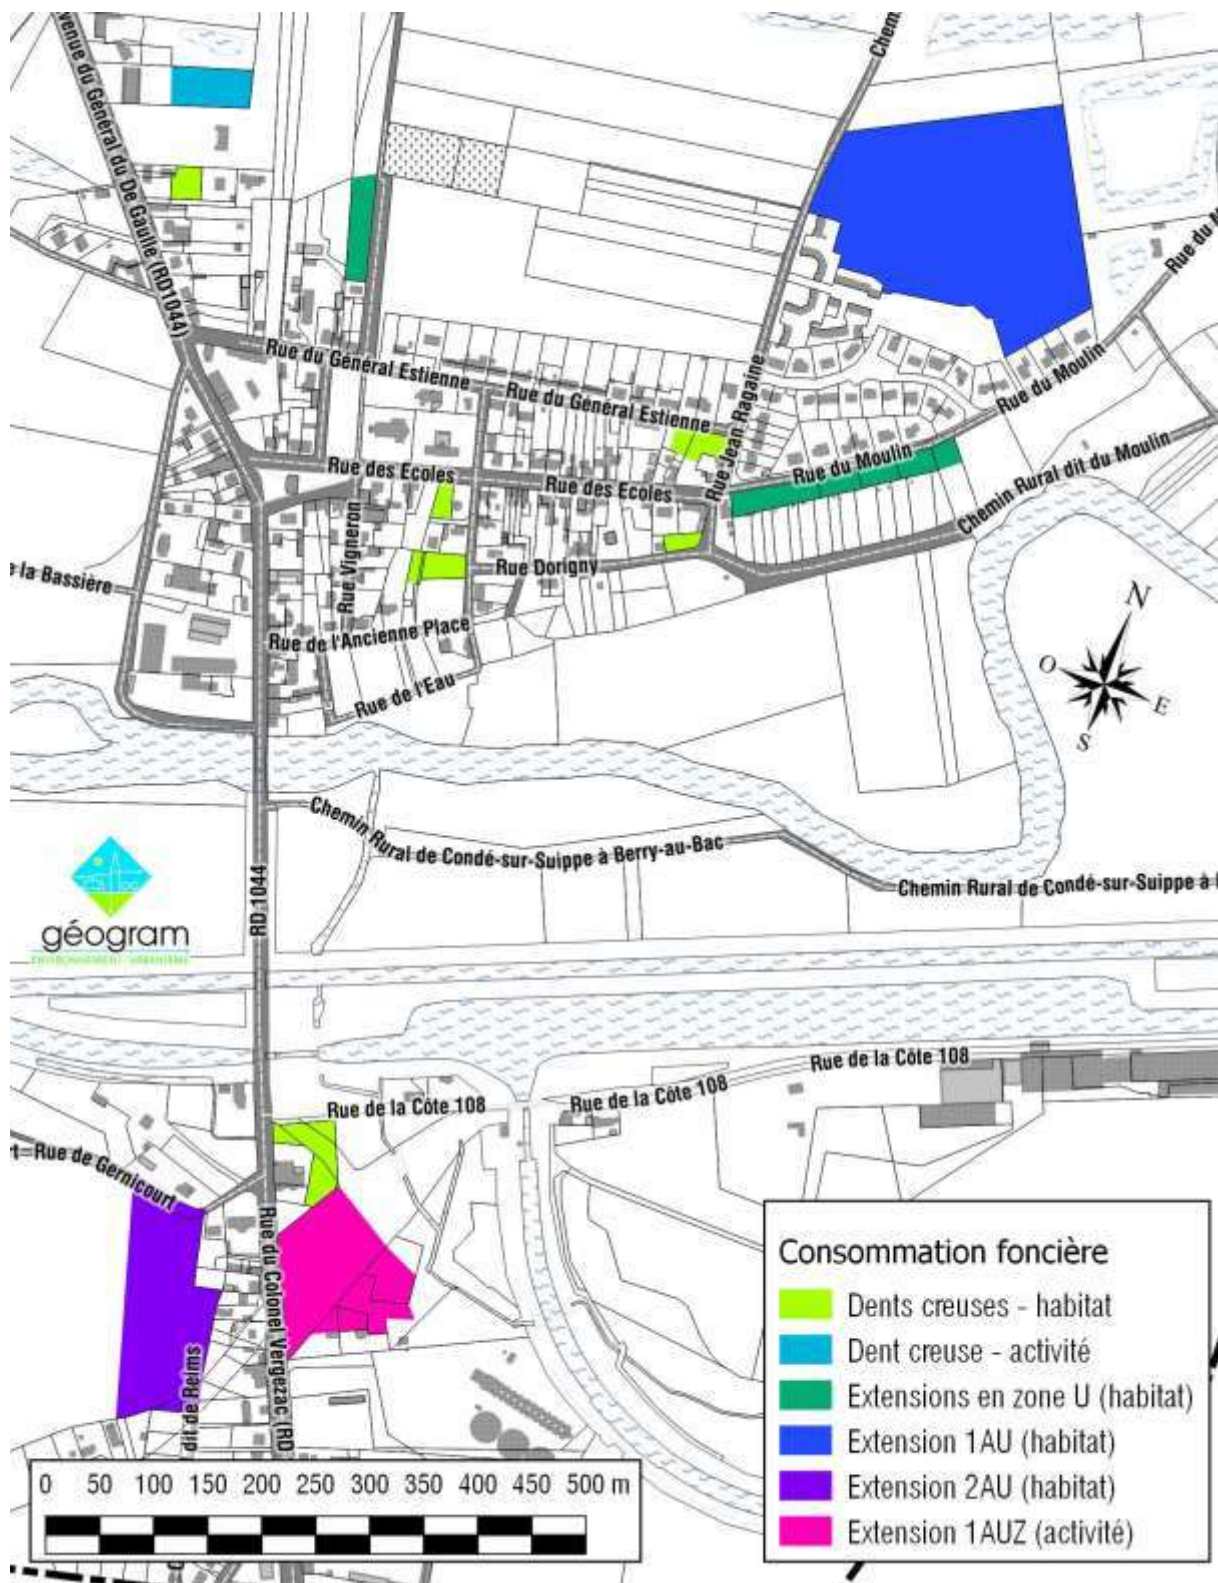 venue du Général du De Gaulle (RD1044)
Chem
Rue du M
Rue du Général Estienne
Rue du Général Estienne
Rue Jean Ragaine
Rue du Moulin
Rue des Ecoles
Rue des Ecoles
Rue du Moulin
Chemin Rural dit du Moulin
Rue Vigneron
e la Bassière
Rue Dorigny
Rue de l'Ancienne Place
Rue de l'Eau
N
O
E
S
Chemin Rural de Condé-sur-Suippe à Berry-au-Bac
Chemin Rural de Condé-sur-Suippe à
RD 1044
géogram
ENVIRONNEMENT URBANISME
Rue de la Côte 108
Rue de la Côte 108
Rue de la Côte 108
rt Rue de Gernicourt
Rue du Colonel Vergezac (RD
dit de Reims
Consommation foncière
Dents creuses - habitat
Dent creuse - activité
Extensions en zone U (habitat)
Extension 1AU (habitat)
Extension 2AU (habitat)
Extension 1AUZ (activité)
0 50 100 150 200 250 300 350 400 450 500 m